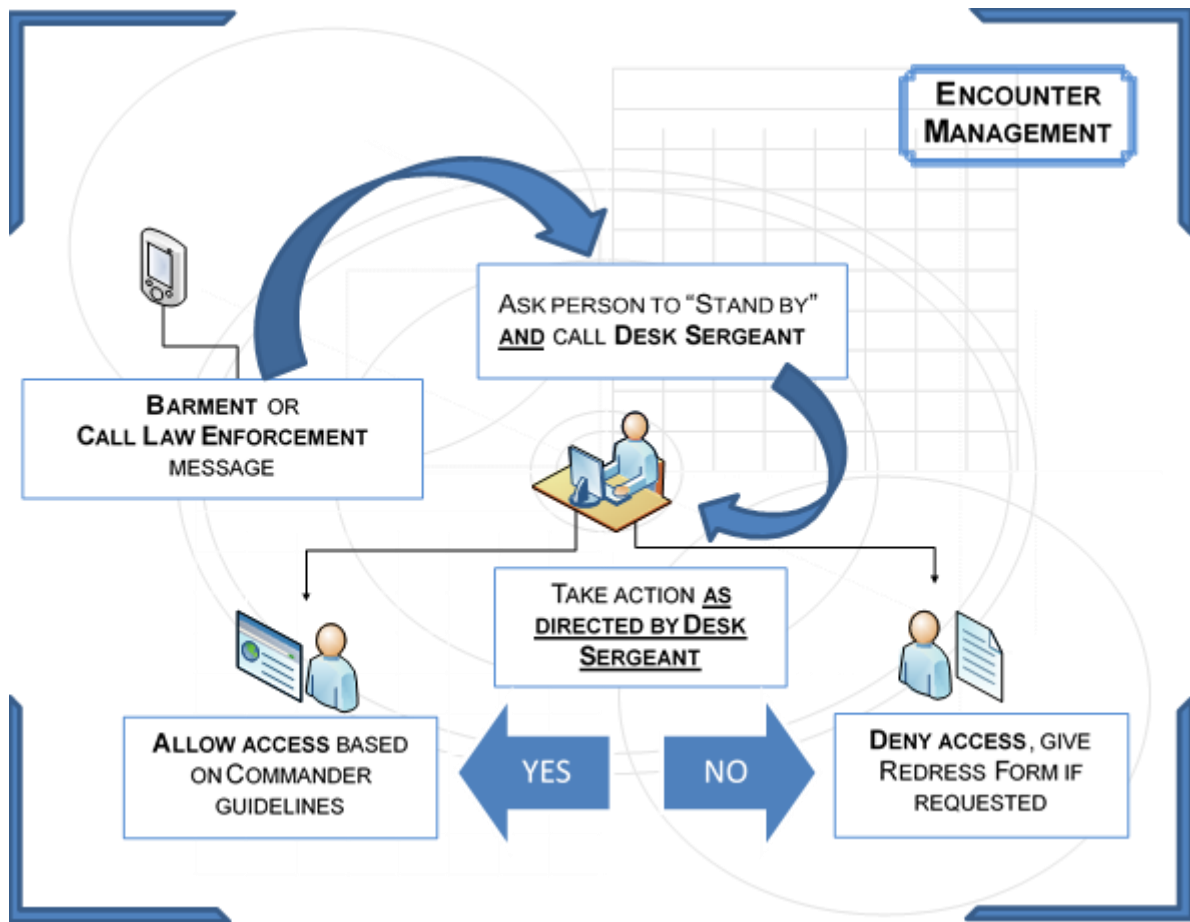 ENCOUNTER
MANAGEMENT
ASK PERSON TO “STAND BY”
AND CALL DESK SERGEANT
BARMENT OR
CALL LAW ENFORCEMENT
MESSAGE
TAKE ACTION AS
DIRECTED BY DESK
SERGEANT
YES
NO
ALLOW ACCESS BASED
ON COMMANDER
GUIDELINES
DENY ACCESS, GIVE
REDRESS FORM IF
REQUESTED